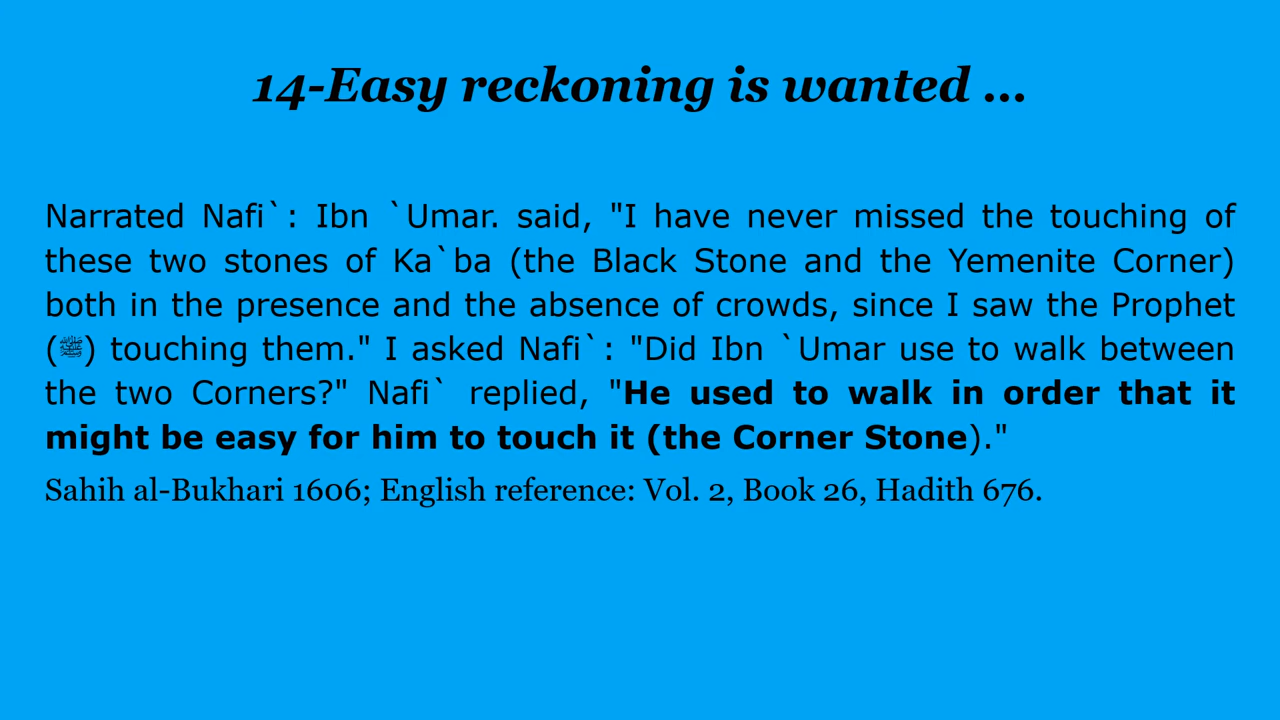 14-Easy reckoning is wanted ...
Narrated Nafi`: Ibn `Umar. said, "I have never missed the touching of
these two stones of Ka`ba (the Black Stone and the Yemenite Corner)
both in the presence and the absence of crowds, since I saw the Prophet
(ﷺ) touching them." I asked Nafi`: "Did Ibn `Umar use to walk between
the two Corners?" Nafi` replied, "He used to walk in order that it
might be easy for him to touch it (the Corner Stone)."
Sahih al-Bukhari 1606; English reference: Vol. 2, Book 26, Hadith 676.